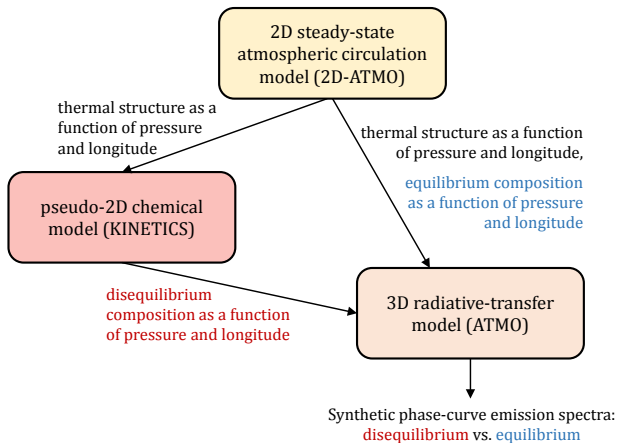 2D steady-state
atmospheric circulation
model (2D-ATMO)
thermal structure as a
function of pressure
and longitude
thermal structure as a function
of pressure and longitude,
equilibrium composition
as a function of pressure
and longitude
pseudo-2D chemical
model (KINETICS)
disequilibrium
composition as a function
of pressure and longitude
3D radiative-transfer
model (ATMO)
Synthetic phase-curve emission spectra:
disequilibrium vs. equilibrium